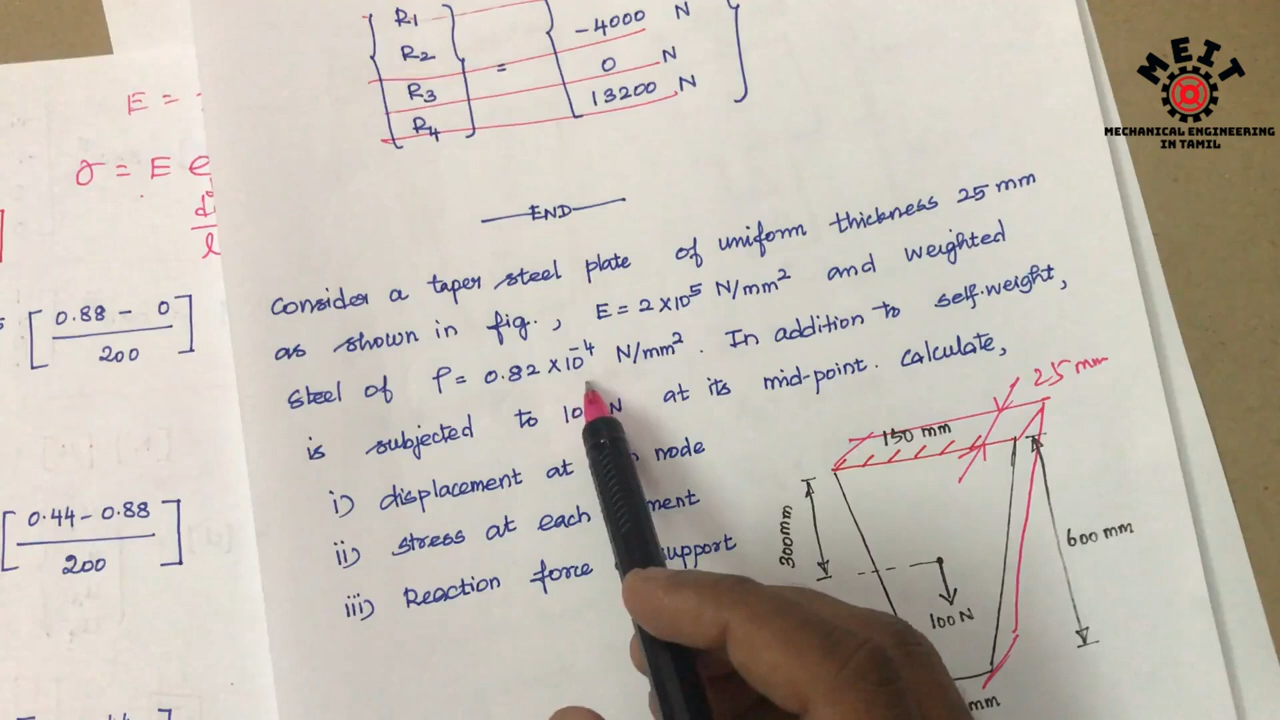 R1
R2
R3
R4
=
-4000 N
0 N
13200 N
E =
σ = E e
[0.88 - 0 / 200]
[0.44 - 0.88 / 200]
END
Consider a taper steel plate of uniform thickness 25 mm
as shown in fig., E = 2 × 10⁵ N/mm² and weighted
steel of ρ = 0.82 × 10⁻⁴ N/mm². In addition to self-weight,
is subjected to 10 N at its mid-point. Calculate,
i) displacement at node
ii) stress at each ment
iii) Reaction force upport
25 mm
150 mm
300mm
600 mm
100 N
mm
MEIT
MECHANICAL ENGINEERING
IN TAMIL